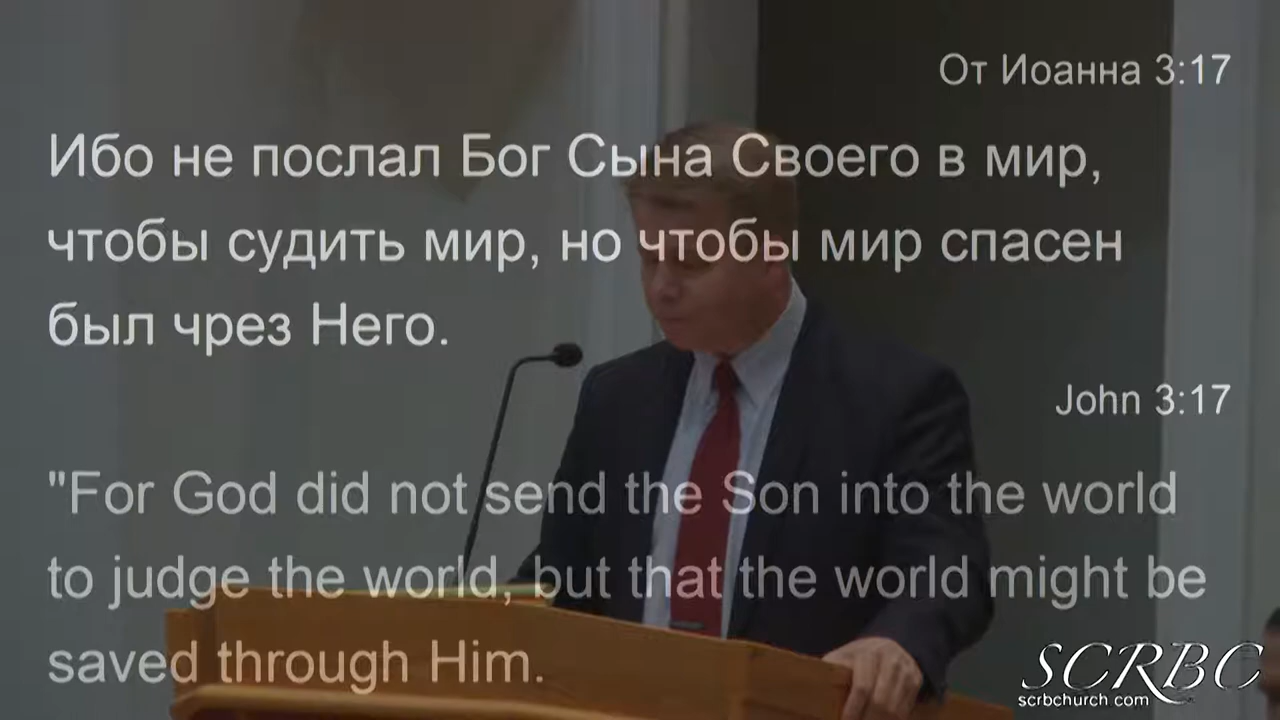 От Иоанна 3:17
Ибо не послал Бог Сына Своего в мир,
чтобы судить мир, но чтобы мир спасен
был чрез Него.
John 3:17
"For God did not send the Son into the world
to judge the world, but that the world might be
saved through Him.
SCRBC
scrbchurch.com